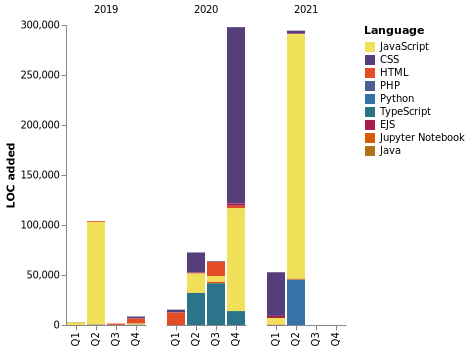 2019 2020 2021
300,000
250,000
200,000
150,000
100,000
50,000
0
LOC added
Q1 Q2 Q3 Q4 Q1 Q2 Q3 Q4 Q1 Q2 Q3 Q4
Language
JavaScript
CSS
HTML
PHP
Python
TypeScript
EJS
Jupyter Notebook
Java